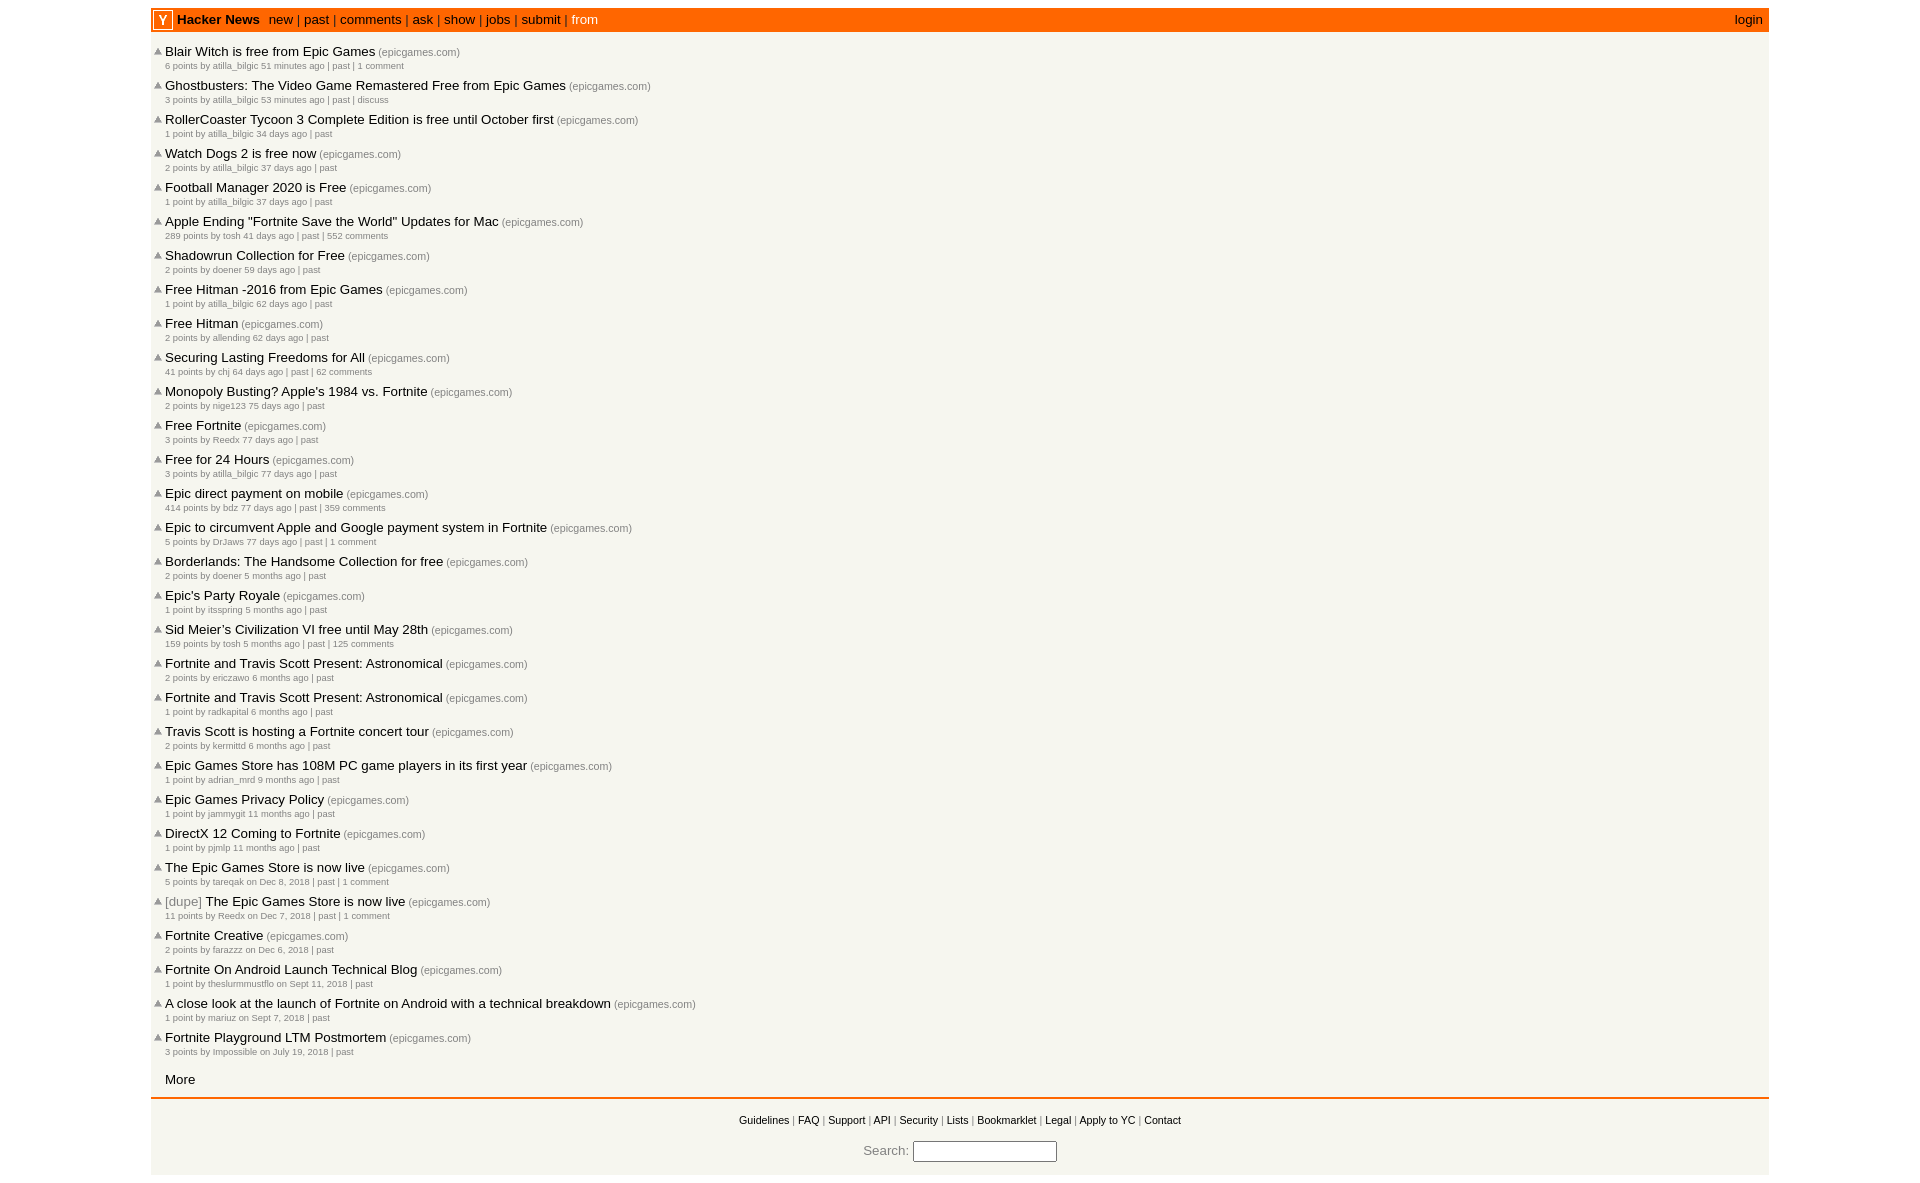 Y Hacker News new | past | comments | ask | show | jobs | submit | from login
Blair Witch is free from Epic Games (epicgames.com)
6 points by atilla_bilgic 51 minutes ago | past | 1 comment
Ghostbusters: The Video Game Remastered Free from Epic Games (epicgames.com)
3 points by atilla_bilgic 53 minutes ago | past | discuss
RollerCoaster Tycoon 3 Complete Edition is free until October first (epicgames.com)
1 point by atilla_bilgic 34 days ago | past
Watch Dogs 2 is free now (epicgames.com)
2 points by atilla_bilgic 37 days ago | past
Football Manager 2020 is Free (epicgames.com)
1 point by atilla_bilgic 37 days ago | past
Apple Ending "Fortnite Save the World" Updates for Mac (epicgames.com)
289 points by tosh 41 days ago | past | 552 comments
Shadowrun Collection for Free (epicgames.com)
2 points by doener 59 days ago | past
Free Hitman -2016 from Epic Games (epicgames.com)
1 point by atilla_bilgic 62 days ago | past
Free Hitman (epicgames.com)
2 points by allending 62 days ago | past
Securing Lasting Freedoms for All (epicgames.com)
41 points by chj 64 days ago | past | 62 comments
Monopoly Busting? Apple's 1984 vs. Fortnite (epicgames.com)
2 points by nige123 75 days ago | past
Free Fortnite (epicgames.com)
3 points by Reedx 77 days ago | past
Free for 24 Hours (epicgames.com)
3 points by atilla_bilgic 77 days ago | past
Epic direct payment on mobile (epicgames.com)
414 points by bdz 77 days ago | past | 359 comments
Epic to circumvent Apple and Google payment system in Fortnite (epicgames.com)
5 points by DrJaws 77 days ago | past | 1 comment
Borderlands: The Handsome Collection for free (epicgames.com)
2 points by doener 5 months ago | past
Epic's Party Royale (epicgames.com)
1 point by itsspring 5 months ago | past
Sid Meier’s Civilization VI free until May 28th (epicgames.com)
159 points by tosh 5 months ago | past | 125 comments
Fortnite and Travis Scott Present: Astronomical (epicgames.com)
2 points by ericzawo 6 months ago | past
Fortnite and Travis Scott Present: Astronomical (epicgames.com)
1 point by radkapital 6 months ago | past
Travis Scott is hosting a Fortnite concert tour (epicgames.com)
2 points by kermittd 6 months ago | past
Epic Games Store has 108M PC game players in its first year (epicgames.com)
1 point by adrian_mrd 9 months ago | past
Epic Games Privacy Policy (epicgames.com)
1 point by jammygit 11 months ago | past
DirectX 12 Coming to Fortnite (epicgames.com)
1 point by pjmlp 11 months ago | past
The Epic Games Store is now live (epicgames.com)
5 points by tareqak on Dec 8, 2018 | past | 1 comment
[dupe] The Epic Games Store is now live (epicgames.com)
11 points by Reedx on Dec 7, 2018 | past | 1 comment
Fortnite Creative (epicgames.com)
2 points by farazzz on Dec 6, 2018 | past
Fortnite On Android Launch Technical Blog (epicgames.com)
1 point by theslurmmustflo on Sept 11, 2018 | past
A close look at the launch of Fortnite on Android with a technical breakdown (epicgames.com)
1 point by mariuz on Sept 7, 2018 | past
Fortnite Playground LTM Postmortem (epicgames.com)
3 points by Impossible on July 19, 2018 | past
More
Guidelines | FAQ | Support | API | Security | Lists | Bookmarklet | Legal | Apply to YC | Contact
Search: